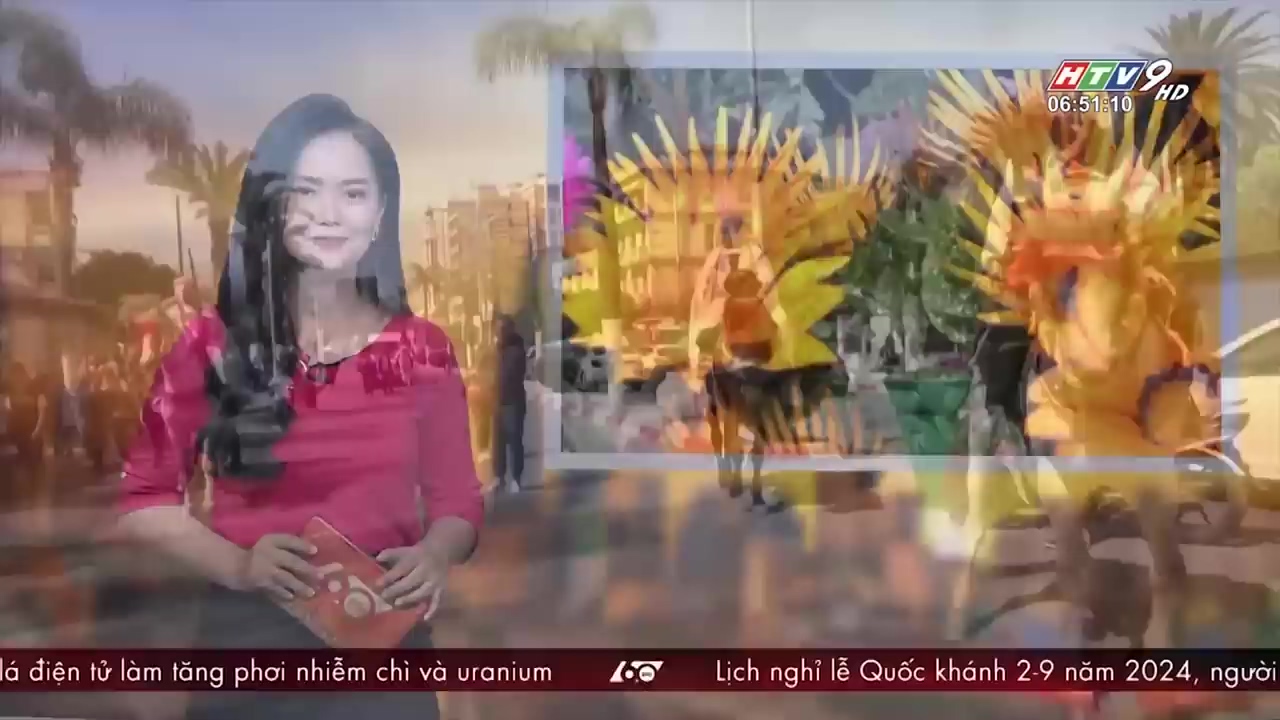 HTV9 HD
06:51:10
lá điện tử làm tăng phơi nhiễm chì và uranium
60
Lịch nghỉ lễ Quốc khánh 2-9 năm 2024, người